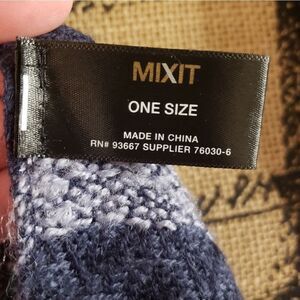 MIXIT
ONE SIZE
MADE IN CHINA
RN# 93667 SUPPLIER 76030-6